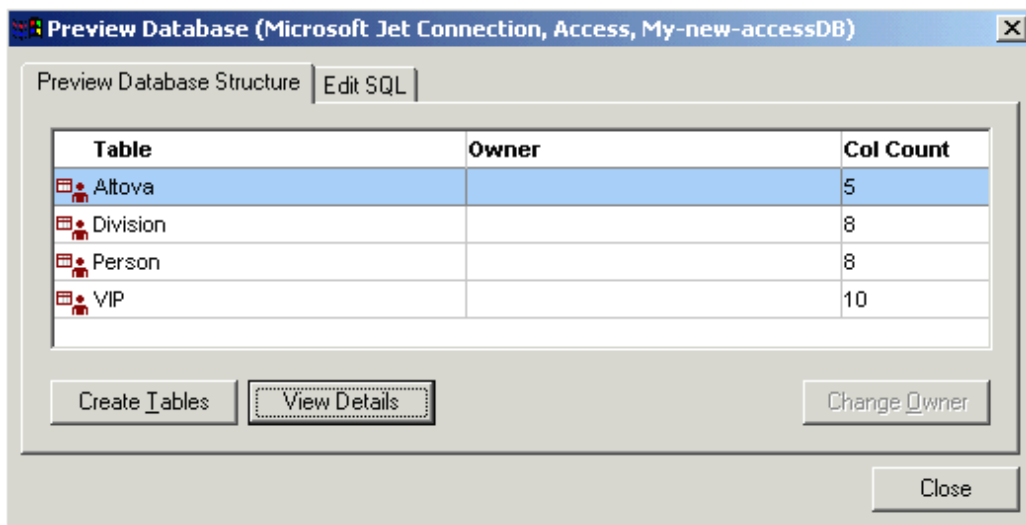 Preview Database (Microsoft Jet Connection, Access, My-new-accessDB)
Preview Database Structure Edit SQL
Table Owner Col Count
Altova 5
Division 8
Person 8
VIP 10
Create Tables View Details Change Owner
Close